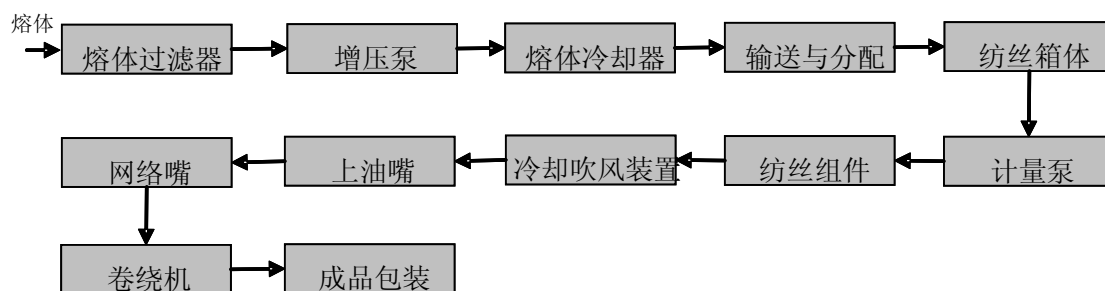 熔体
熔体过滤器
增压泵
熔体冷却器
输送与分配
纺丝箱体
计量泵
纺丝组件
冷却吹风装置
上油嘴
网络嘴
卷绕机
成品包装